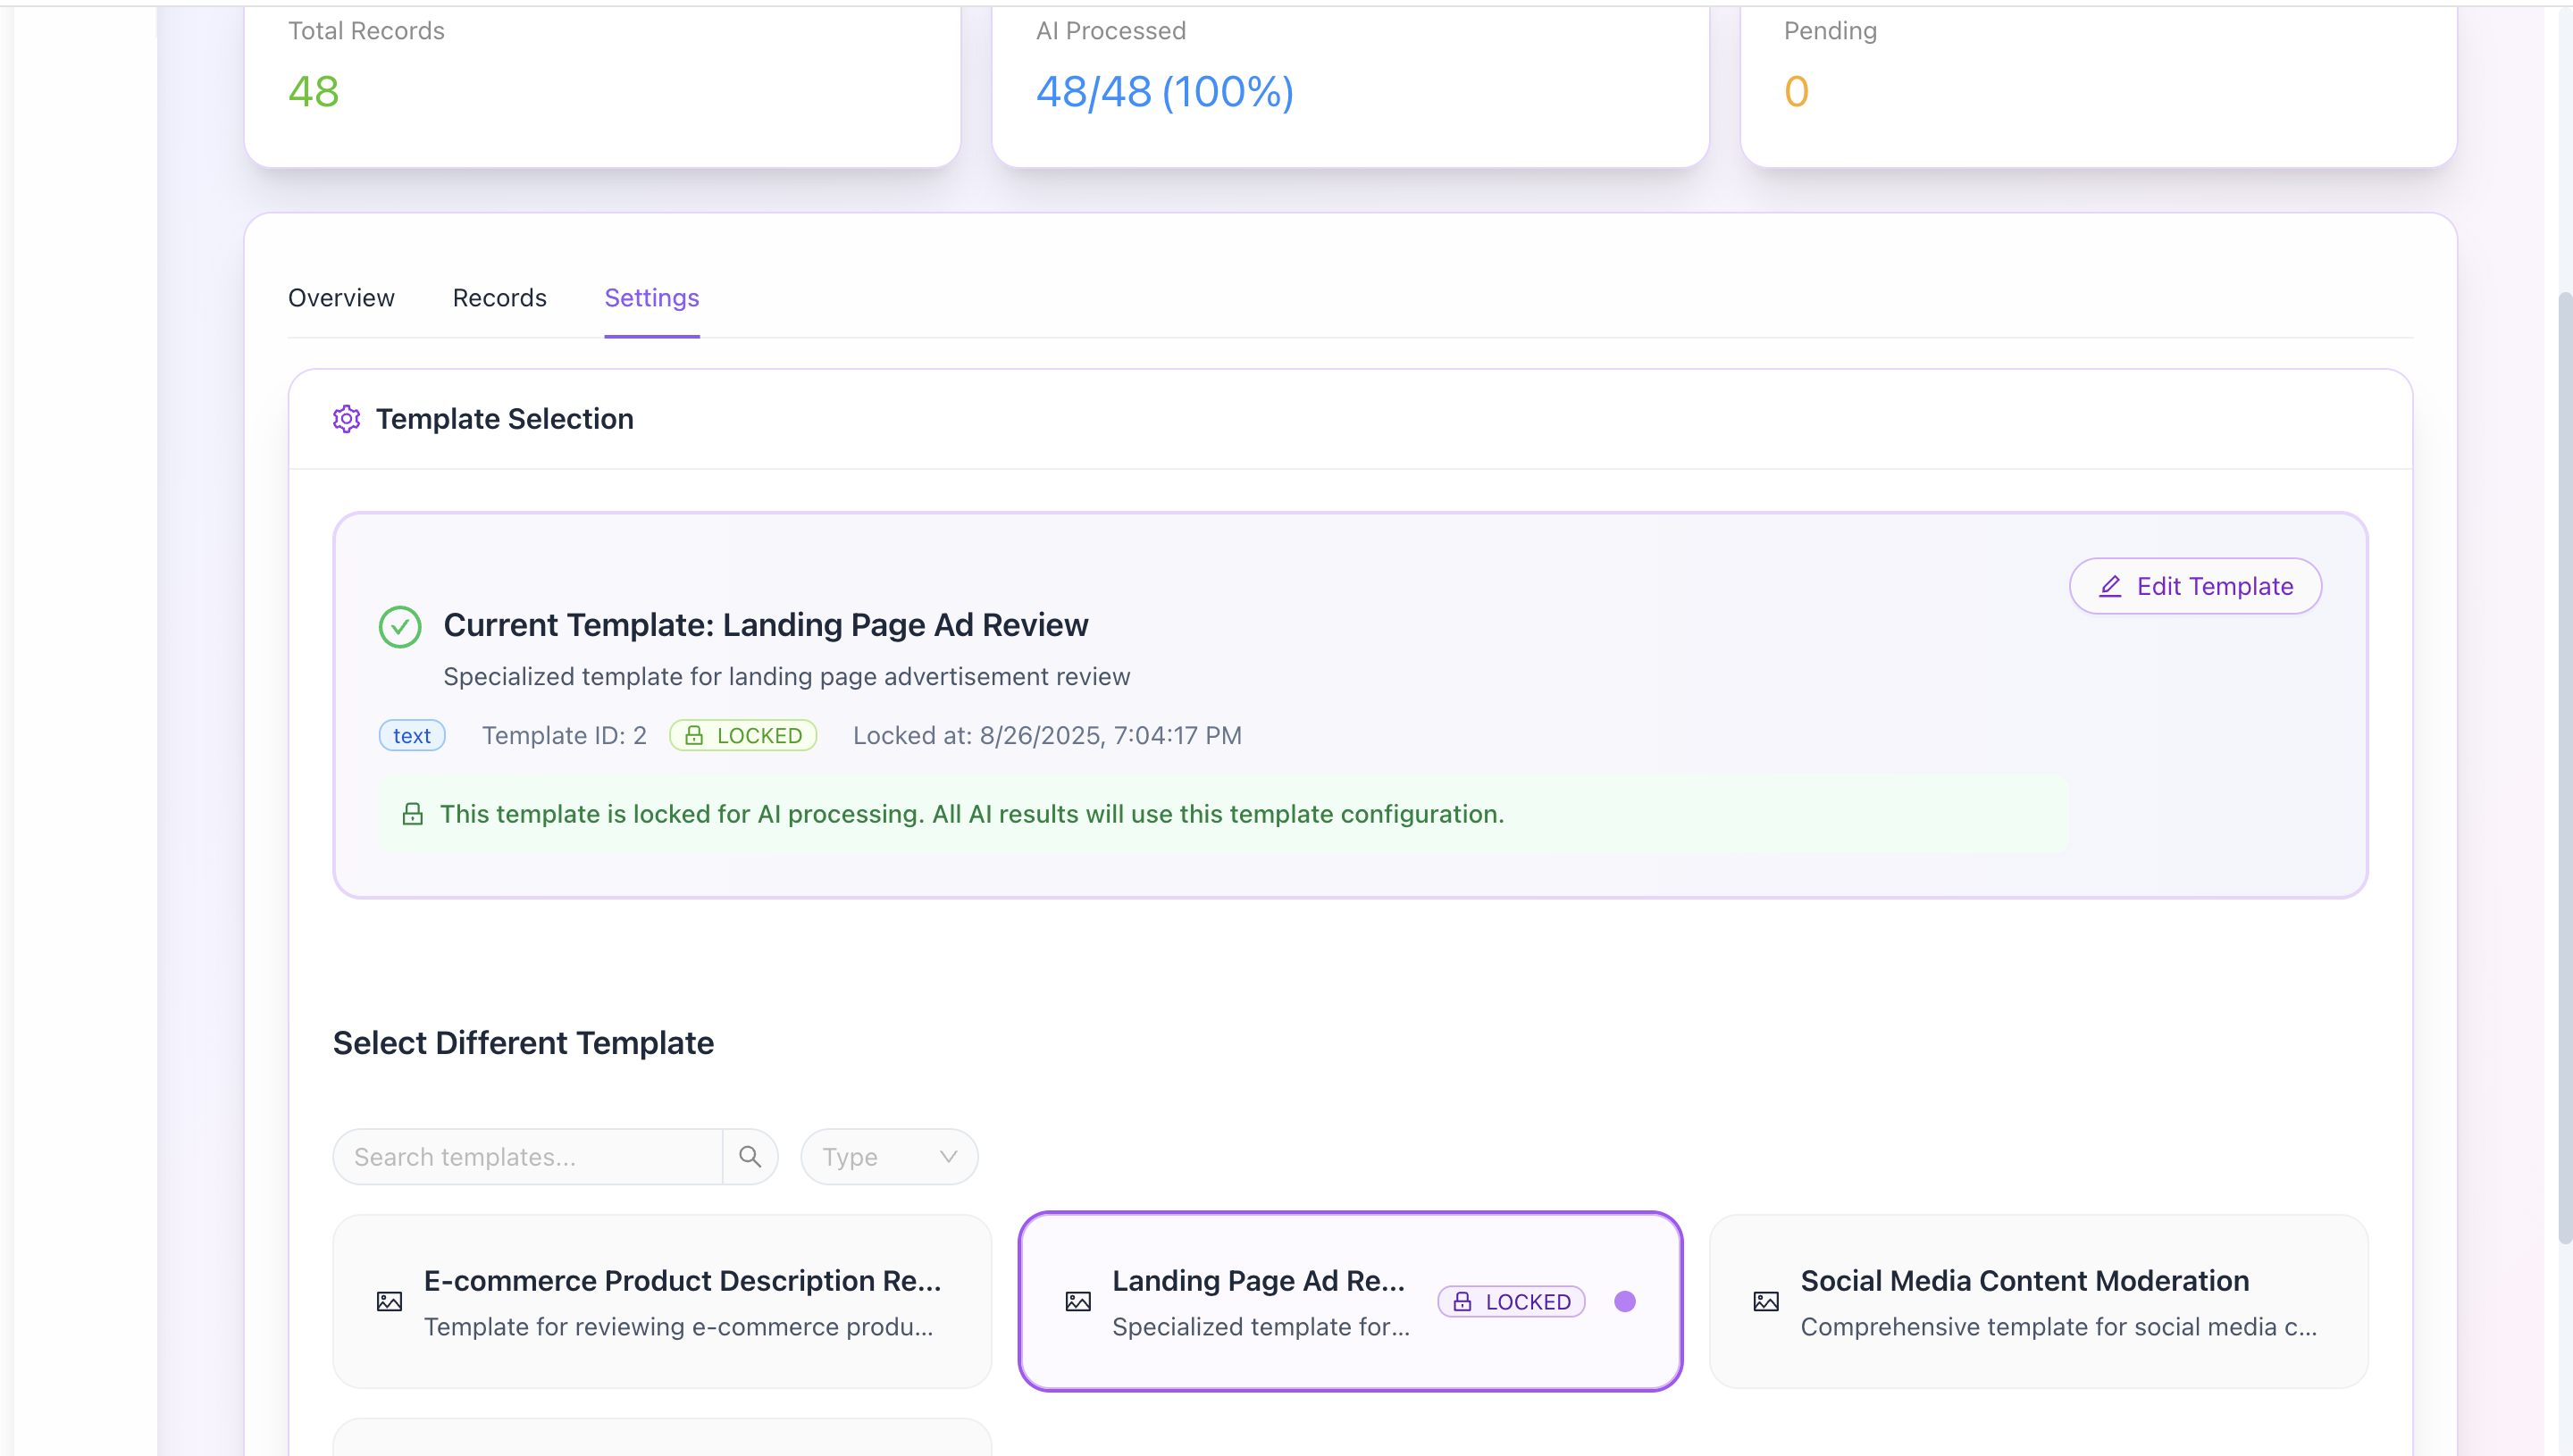 Total Records
48
AI Processed
48/48 (100%)
Pending
0
Overview
Records
Settings
Template Selection
Edit Template
Current Template: Landing Page Ad Review
Specialized template for landing page advertisement review
text
Template ID: 2
LOCKED
Locked at: 8/26/2025, 7:04:17 PM
This template is locked for AI processing. All AI results will use this template configuration.
Select Different Template
Search templates...
Type
E-commerce Product Description Re...
Template for reviewing e-commerce produ...
Landing Page Ad Re...
Specialized template for...
LOCKED
Social Media Content Moderation
Comprehensive template for social media c...